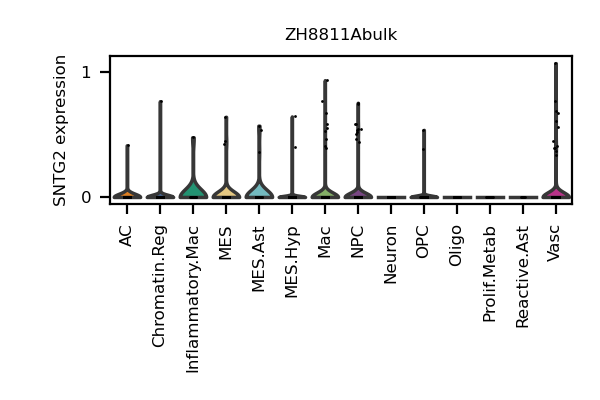 ZH8811Abulk
SNTG2 expression
1
0
AC
Chromatin.Reg
Inflammatory.Mac
MES
MES.Ast
MES.Hyp
Mac
NPC
Neuron
OPC
Oligo
Prolif.Metab
Reactive.Ast
Vasc